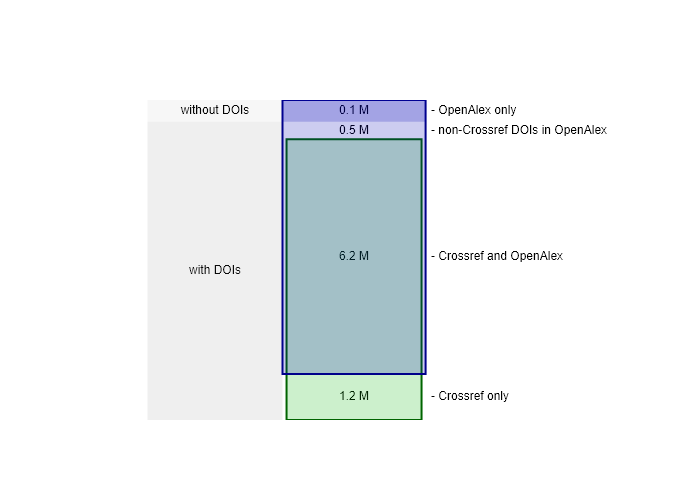 without DOIs 0.1 M - OpenAlex only
0.5 M - non-Crossref DOIs in OpenAlex
6.2 M - Crossref and OpenAlex
with DOIs
1.2 M - Crossref only